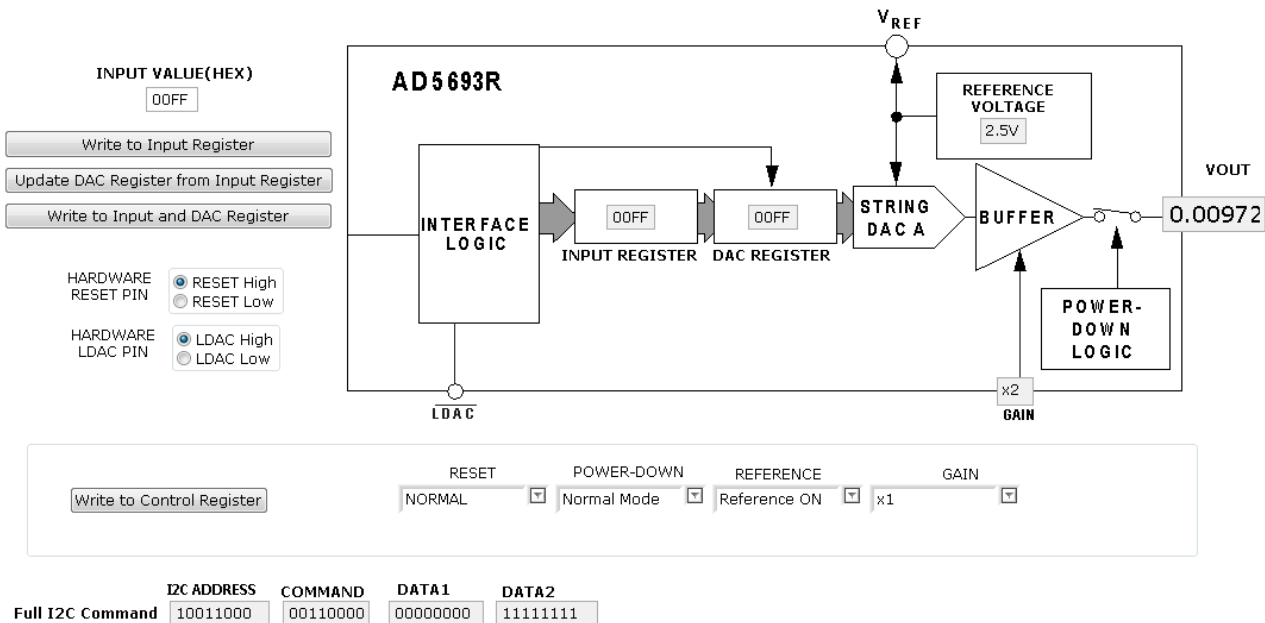 V REF
INPUT VALUE(HEX)
00FF
AD5693R
REFERENCE
VOLTAGE
2.5V
Write to Input Register
Update DAC Register from Input Register
Write to Input and DAC Register
VOUT
0.00972
INTERFACE
LOGIC
00FF
INPUT REGISTER
00FF
DAC REGISTER
STRING
DAC A
BUFFER
HARDWARE
RESET PIN
RESET High
RESET Low
HARDWARE
LDAC PIN
LDAC High
LDAC Low
POWER-
DOWN
LOGIC
LDAC
x2
GAIN
RESET POWER-DOWN REFERENCE GAIN
Write to Control Register NORMAL Normal Mode Reference ON x1
I2C ADDRESS COMMAND DATA1 DATA2
Full I2C Command 10011000 00110000 00000000 11111111